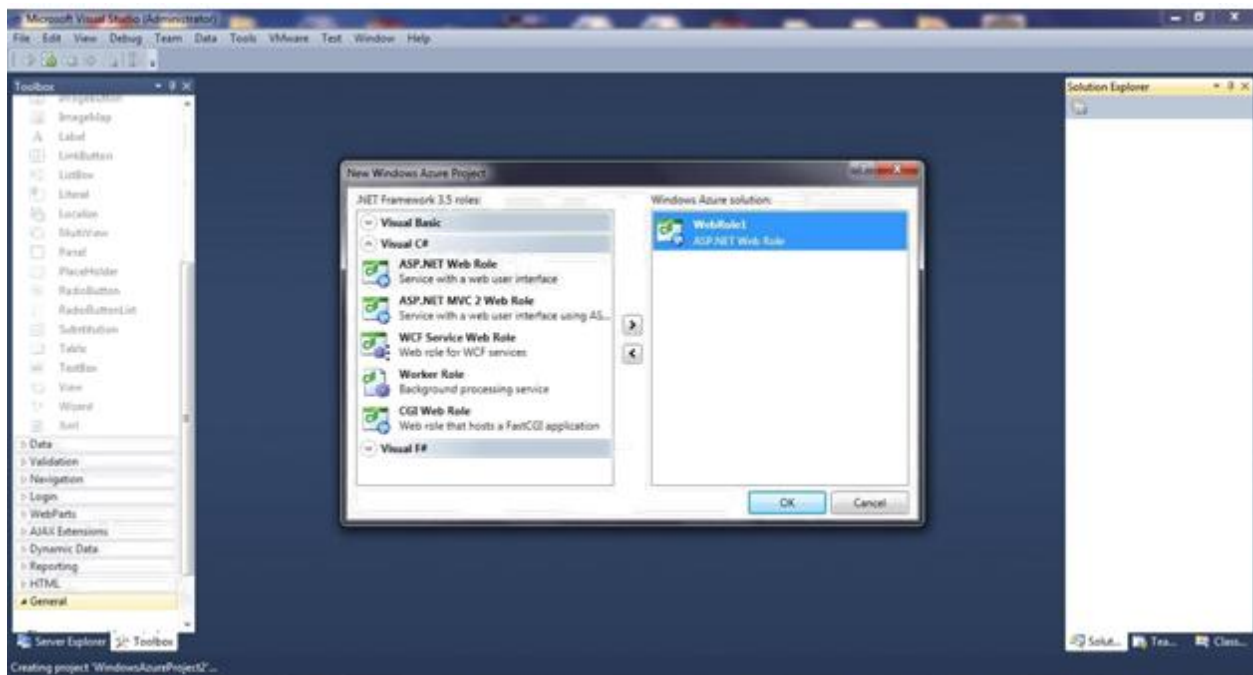 Microsoft Visual Studio (Administrator)
File Edit View Debug Team Data Tools VMware Test Window Help
Toolbox
Solution Explorer
ImageButton
ImageMap
Label
LinkButton
ListBox
Literal
Localize
MultiView
Panel
PlaceHolder
RadioButton
RadioButtonList
Substitution
Table
TextBox
View
Wizard
Xml
Data
Validation
Navigation
Login
WebParts
AJAX Extensions
Dynamic Data
Reporting
HTML
General
Server Explorer Toolbox
New Windows Azure Project
.NET Framework 3.5 roles:
Visual Basic
Visual C#
ASP.NET Web Role
Service with a web user interface
ASP.NET MVC 2 Web Role
Service with a web user interface using AS...
WCF Service Web Role
Web role for WCF services
Worker Role
Background processing service
CGI Web Role
Web role that hosts a FastCGI application
Visual F#
Windows Azure solution:
WebRole1
ASP.NET Web Role
OK Cancel
Solut... Tea... Class...
Creating project 'WindowsAzureProject2'...